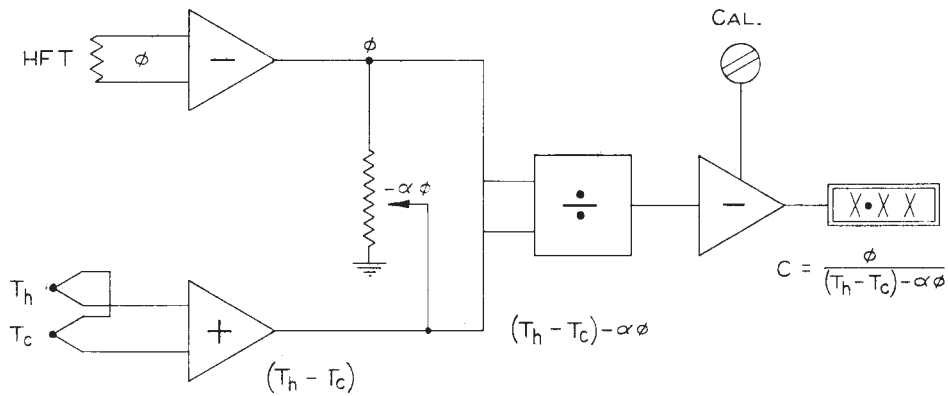 CAL.
HFT
ϕ
−
ϕ
−αϕ
÷
−
X•X X
C = ϕ / (Th − Tc) − αϕ
Th
Tc
+
(Th − Tc) − αϕ
(Th − Tc)